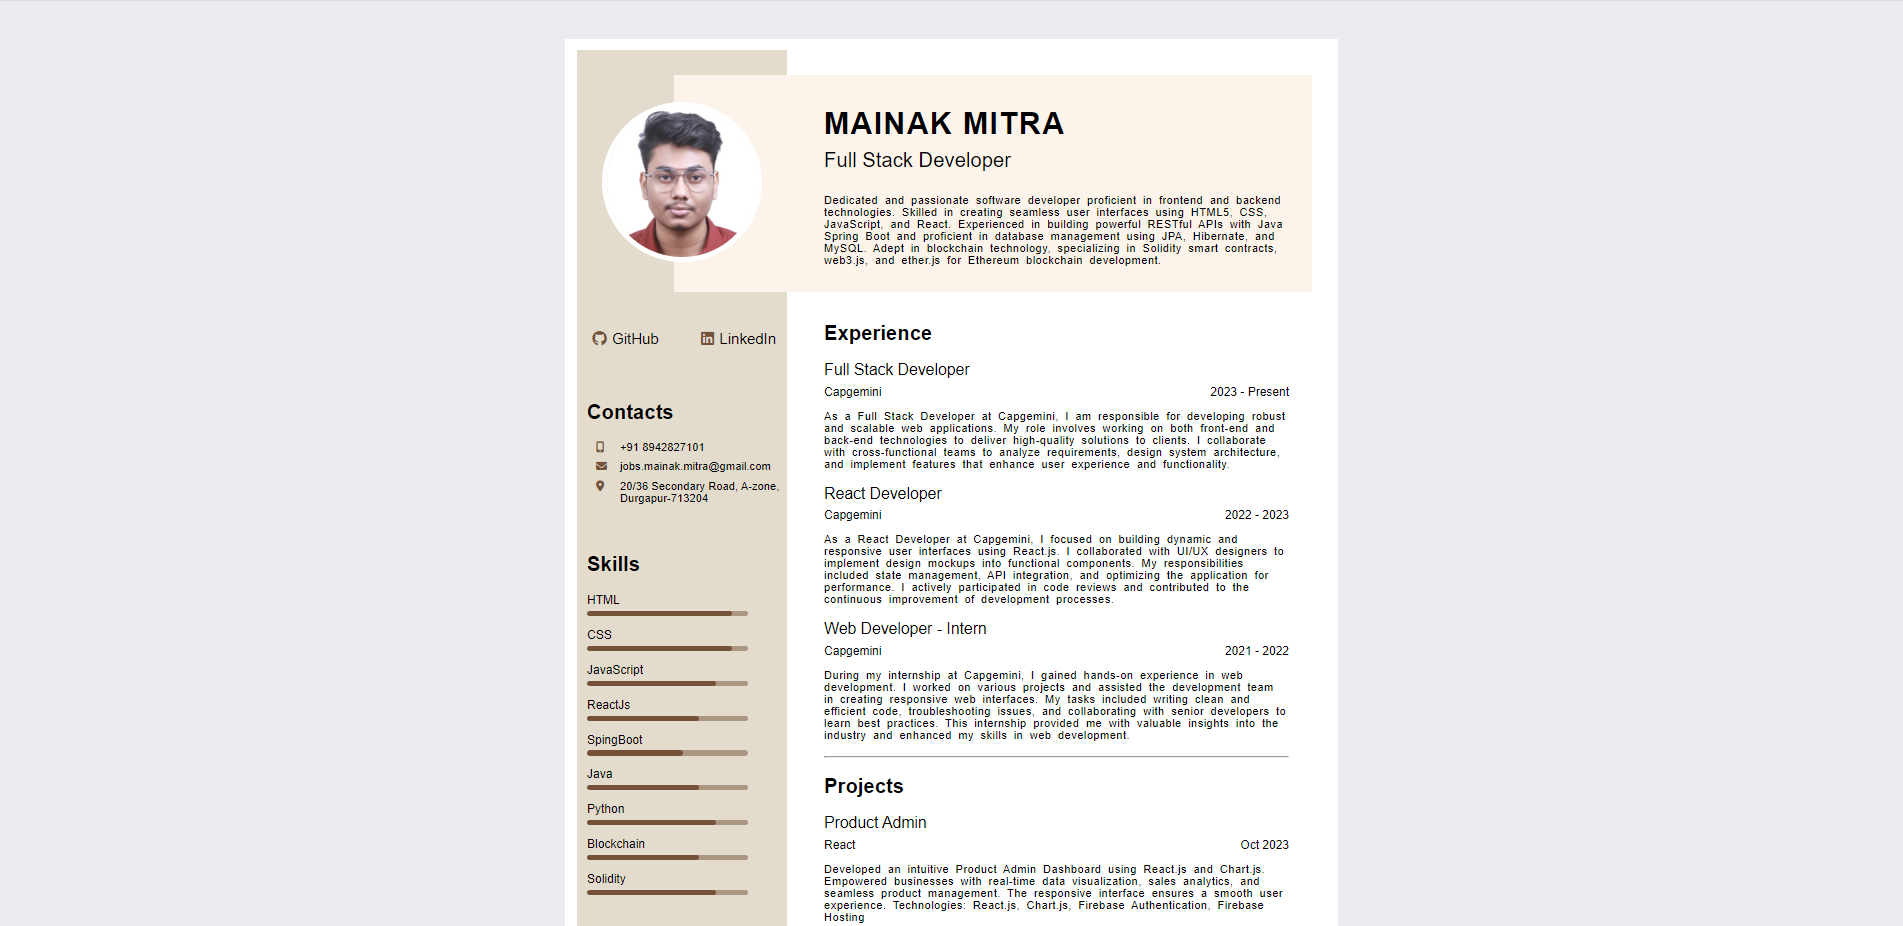 MAINAK MITRA
Full Stack Developer
Dedicated and passionate software developer proficient in frontend and backend
technologies. Skilled in creating seamless user interfaces using HTML5, CSS,
JavaScript, and React. Experienced in building powerful RESTful APIs with Java
Spring Boot and proficient in database management using JPA, Hibernate, and
MySQL. Adept in blockchain technology, specializing in Solidity smart contracts,
web3.js, and ether.js for Ethereum blockchain development.
GitHub LinkedIn
Contacts
+91 8942827101
jobs.mainak.mitra@gmail.com
20/36 Secondary Road, A-zone,
Durgapur-713204
Skills
HTML
CSS
JavaScript
ReactJs
SpingBoot
Java
Python
Blockchain
Solidity
Experience
Full Stack Developer
Capgemini 2023 - Present
As a Full Stack Developer at Capgemini, I am responsible for developing robust
and scalable web applications. My role involves working on both front-end and
back-end technologies to deliver high-quality solutions to clients. I collaborate
with cross-functional teams to analyze requirements, design system architecture,
and implement features that enhance user experience and functionality.
React Developer
Capgemini 2022 - 2023
As a React Developer at Capgemini, I focused on building dynamic and
responsive user interfaces using React.js. I collaborated with UI/UX designers to
implement design mockups into functional components. My responsibilities
included state management, API integration, and optimizing the application for
performance. I actively participated in code reviews and contributed to the
continuous improvement of development processes.
Web Developer - Intern
Capgemini 2021 - 2022
During my internship at Capgemini, I gained hands-on experience in web
development. I worked on various projects and assisted the development team
in creating responsive web interfaces. My tasks included writing clean and
efficient code, troubleshooting issues, and collaborating with senior developers to
learn best practices. This internship provided me with valuable insights into the
industry and enhanced my skills in web development.
Projects
Product Admin
React Oct 2023
Developed an intuitive Product Admin Dashboard using React.js and Chart.js.
Empowered businesses with real-time data visualization, sales analytics, and
seamless product management. The responsive interface ensures a smooth user
experience. Technologies: React.js, Chart.js, Firebase Authentication, Firebase
Hosting